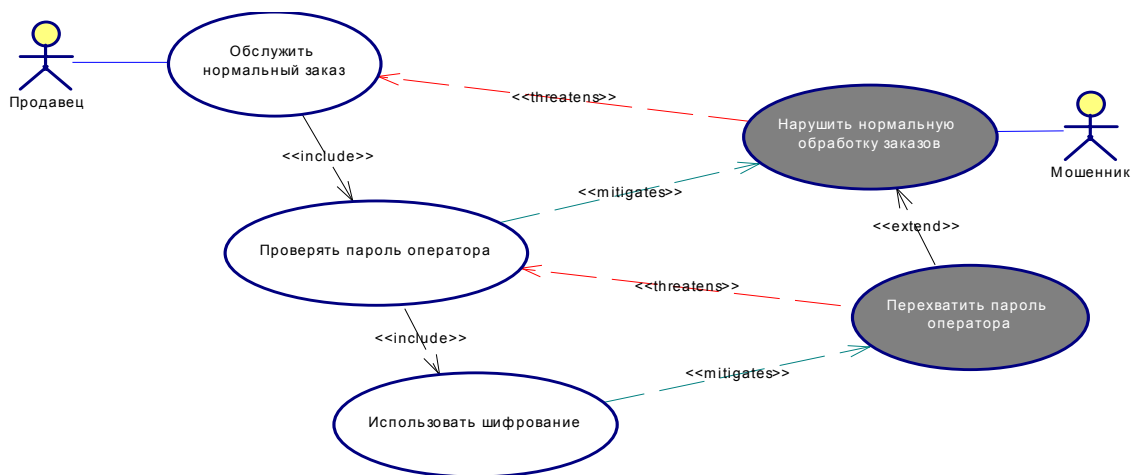 Обслужить
нормальный заказ
Продавец
<<threatens>>
Нарушить нормальную
обработку заказов
Мошенник
<<include>>
<<mitigates>>
Проверять пароль оператора
<<extend>>
<<threatens>>
Перехватить пароль
оператора
<<include>>
<<mitigates>>
Использовать шифрование